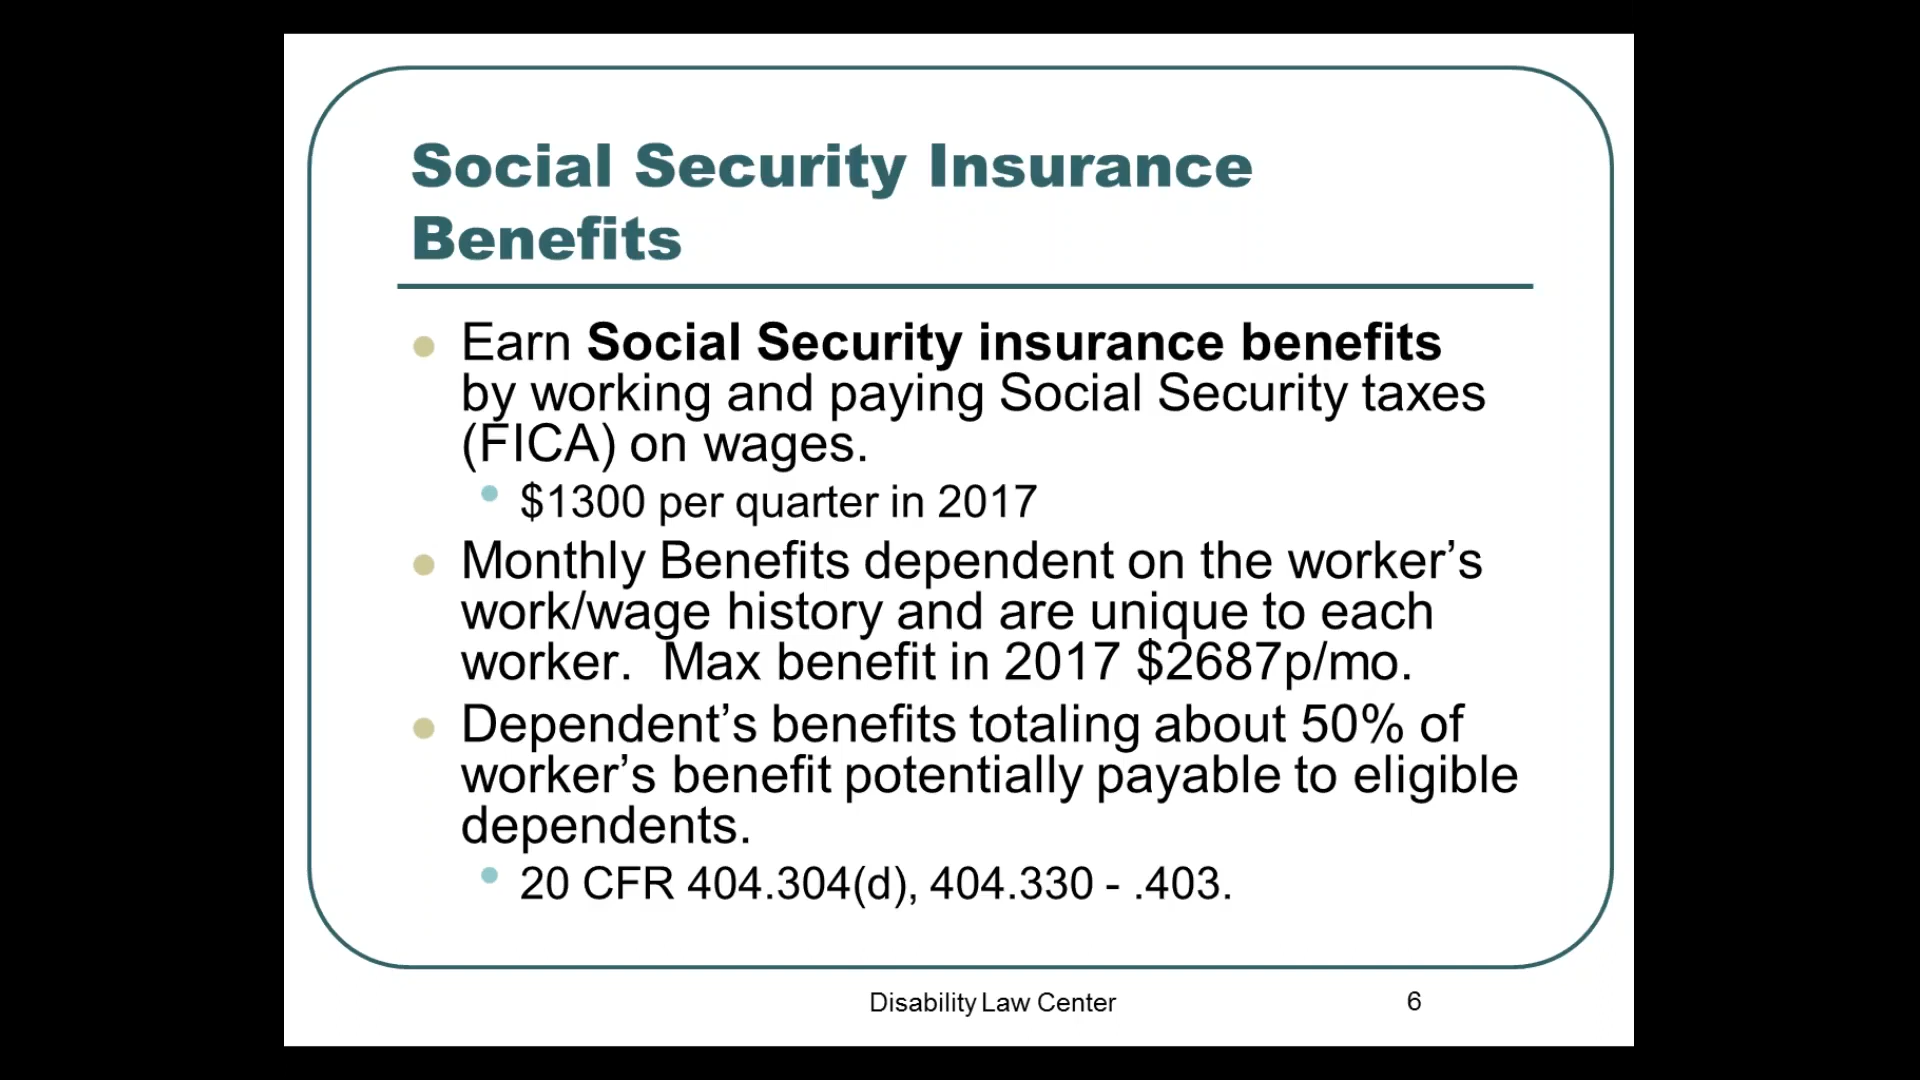 Social Security Insurance
Benefits
Earn Social Security insurance benefits
by working and paying Social Security taxes
(FICA) on wages.
$1300 per quarter in 2017
Monthly Benefits dependent on the worker’s
work/wage history and are unique to each
worker.  Max benefit in 2017 $2687p/mo.
Dependent’s benefits totaling about 50% of
worker’s benefit potentially payable to eligible
dependents.
20 CFR 404.304(d), 404.330 - .403.
Disability Law Center
6